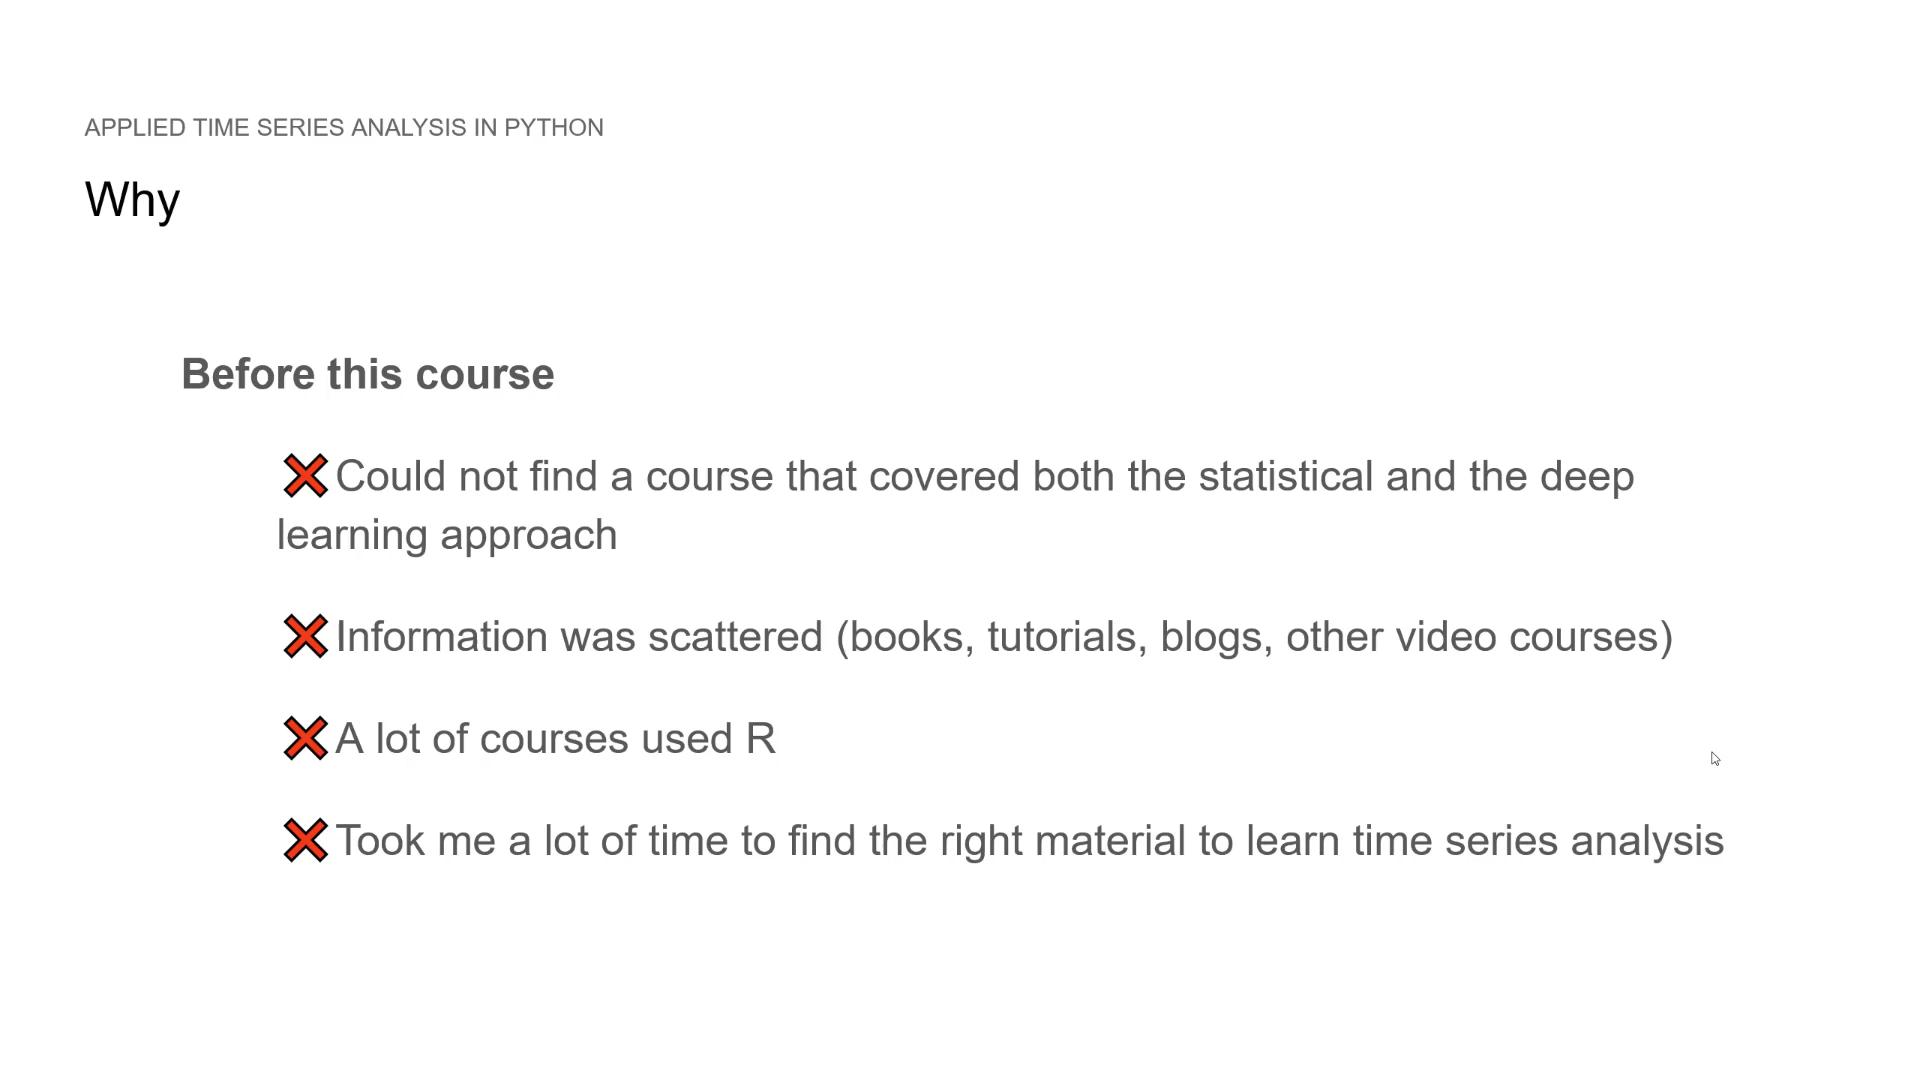 APPLIED TIME SERIES ANALYSIS IN PYTHON
Why
Before this course
❌Could not find a course that covered both the statistical and the deep
learning approach
❌Information was scattered (books, tutorials, blogs, other video courses)
❌A lot of courses used R
❌Took me a lot of time to find the right material to learn time series analysis